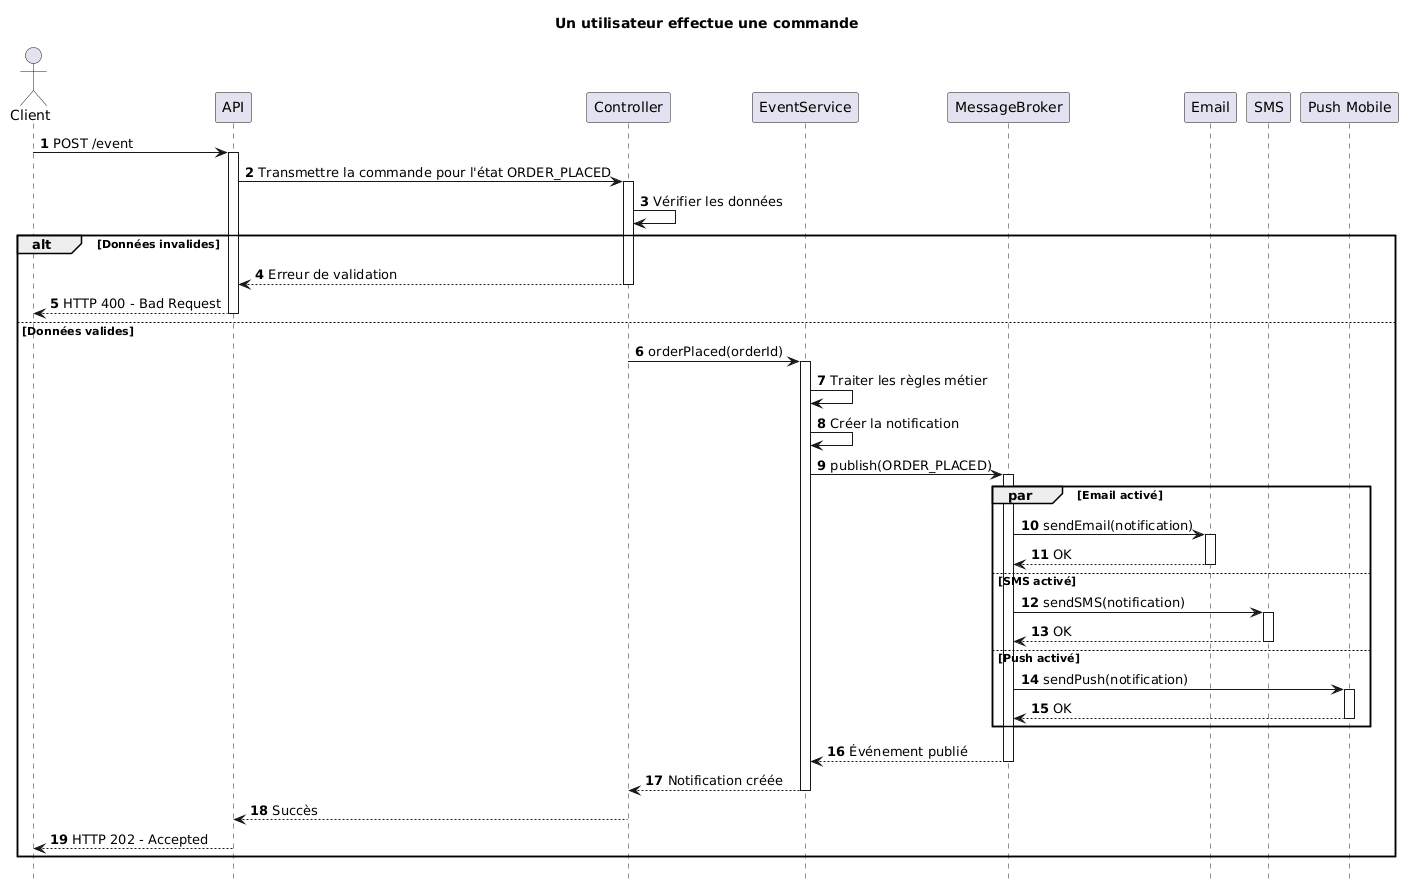 Un utilisateur effectue une commande
Client
API
Controller
EventService
MessageBroker
Email
SMS
Push Mobile
1 POST /event
2 Transmettre la commande pour l'état ORDER_PLACED
3 Vérifier les données
alt [Données invalides]
4 Erreur de validation
5 HTTP 400 - Bad Request
[Données valides]
6 orderPlaced(orderId)
7 Traiter les règles métier
8 Créer la notification
9 publish(ORDER_PLACED)
par [Email activé]
10 sendEmail(notification)
11 OK
[SMS activé]
12 sendSMS(notification)
13 OK
[Push activé]
14 sendPush(notification)
15 OK
16 Événement publié
17 Notification créée
18 Succès
19 HTTP 202 - Accepted